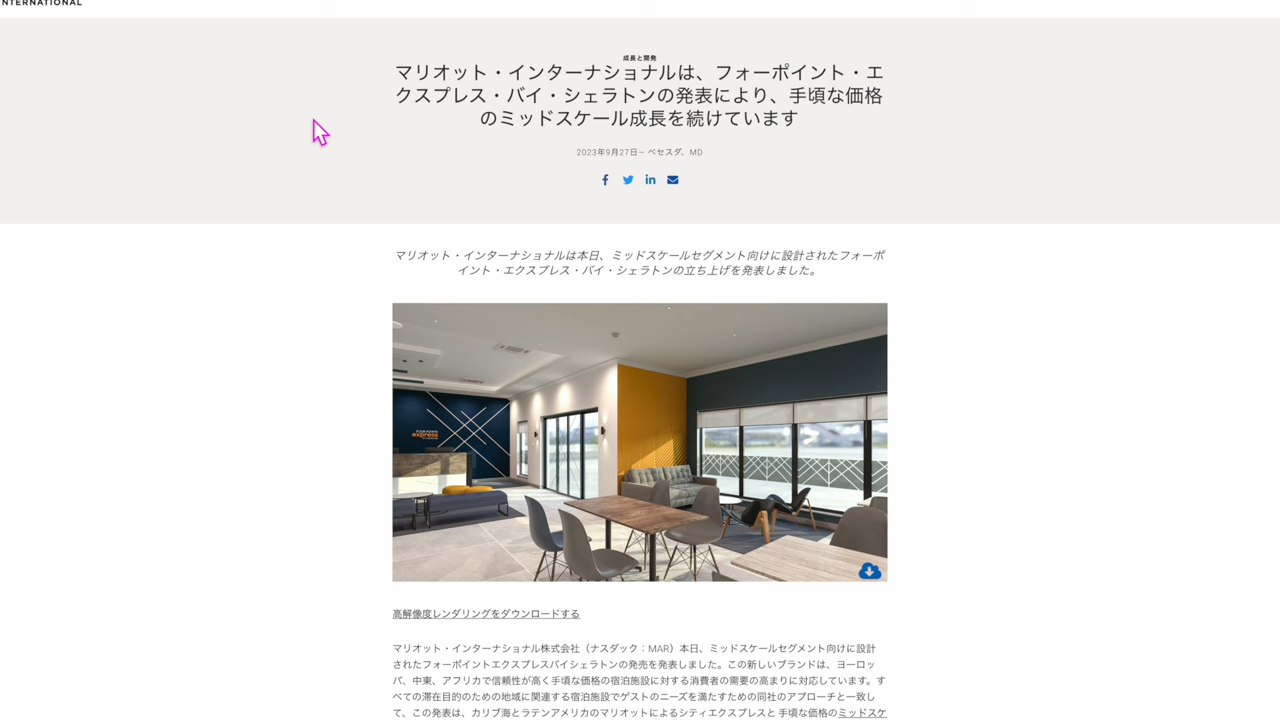 NTERNATIONAL
成長と開発
マリオット・インターナショナルは、フォーポイント・エ
クスプレス・バイ・シェラトンの発表により、手頃な価格
のミッドスケール成長を続けています
2023年9月27日– ベセスダ、MD
マリオット・インターナショナルは本日、ミッドスケールセグメント向けに設計されたフォーポ
イント・エクスプレス・バイ・シェラトンの立ち上げを発表しました。
FOUR POINTS
express
高解像度レンダリングをダウンロードする
マリオット・インターナショナル株式会社（ナスダック：MAR）本日、ミッドスケールセグメント向けに設計
されたフォーポイントエクスプレスバイシェラトンの発売を発表しました。この新しいブランドは、ヨーロッ
パ、中東、アフリカで信頼性が高く手頃な価格の宿泊施設に対する消費者の需要の高まりに対応しています。す
べての滞在目的のための地域に関連する宿泊施設でゲストのニーズを満たすための同社のアプローチと一致し
て、この発表は、カリブ海とラテンアメリカのマリオットによるシティエクスプレスと 手頃な価格のミッドスケ